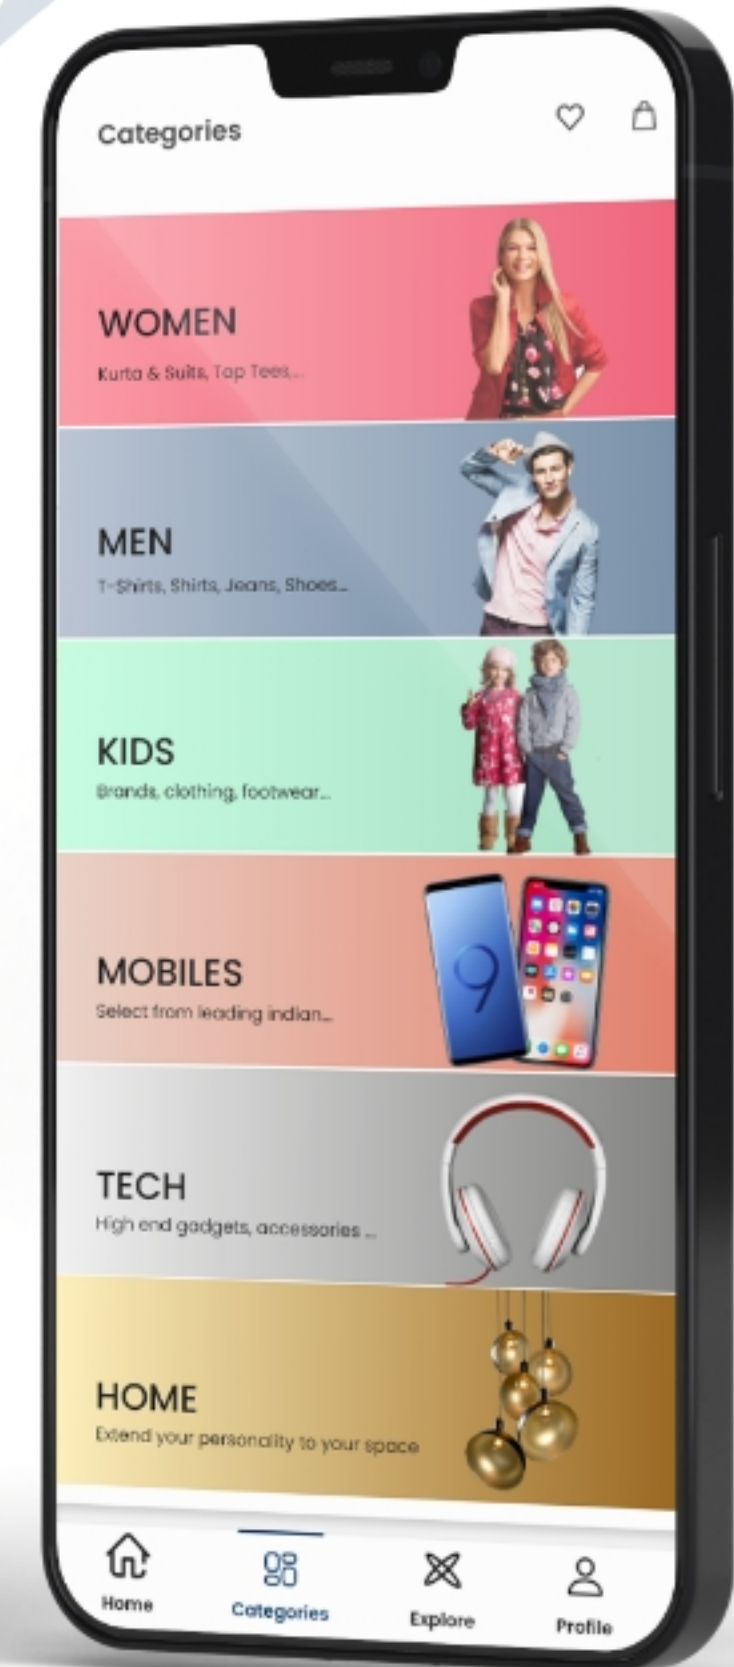 Categories
WOMEN
Kurta & Suits, Top Tees,...
MEN
T-Shirts, Shirts, Jeans, Shoes...
KIDS
Brands, clothing, footwear...
9
MOBILES
Select from leading indian...
TECH
High end gadgets, accessories ...
HOME
Extend your personality to your space
Home
Categories
Explore
Profile